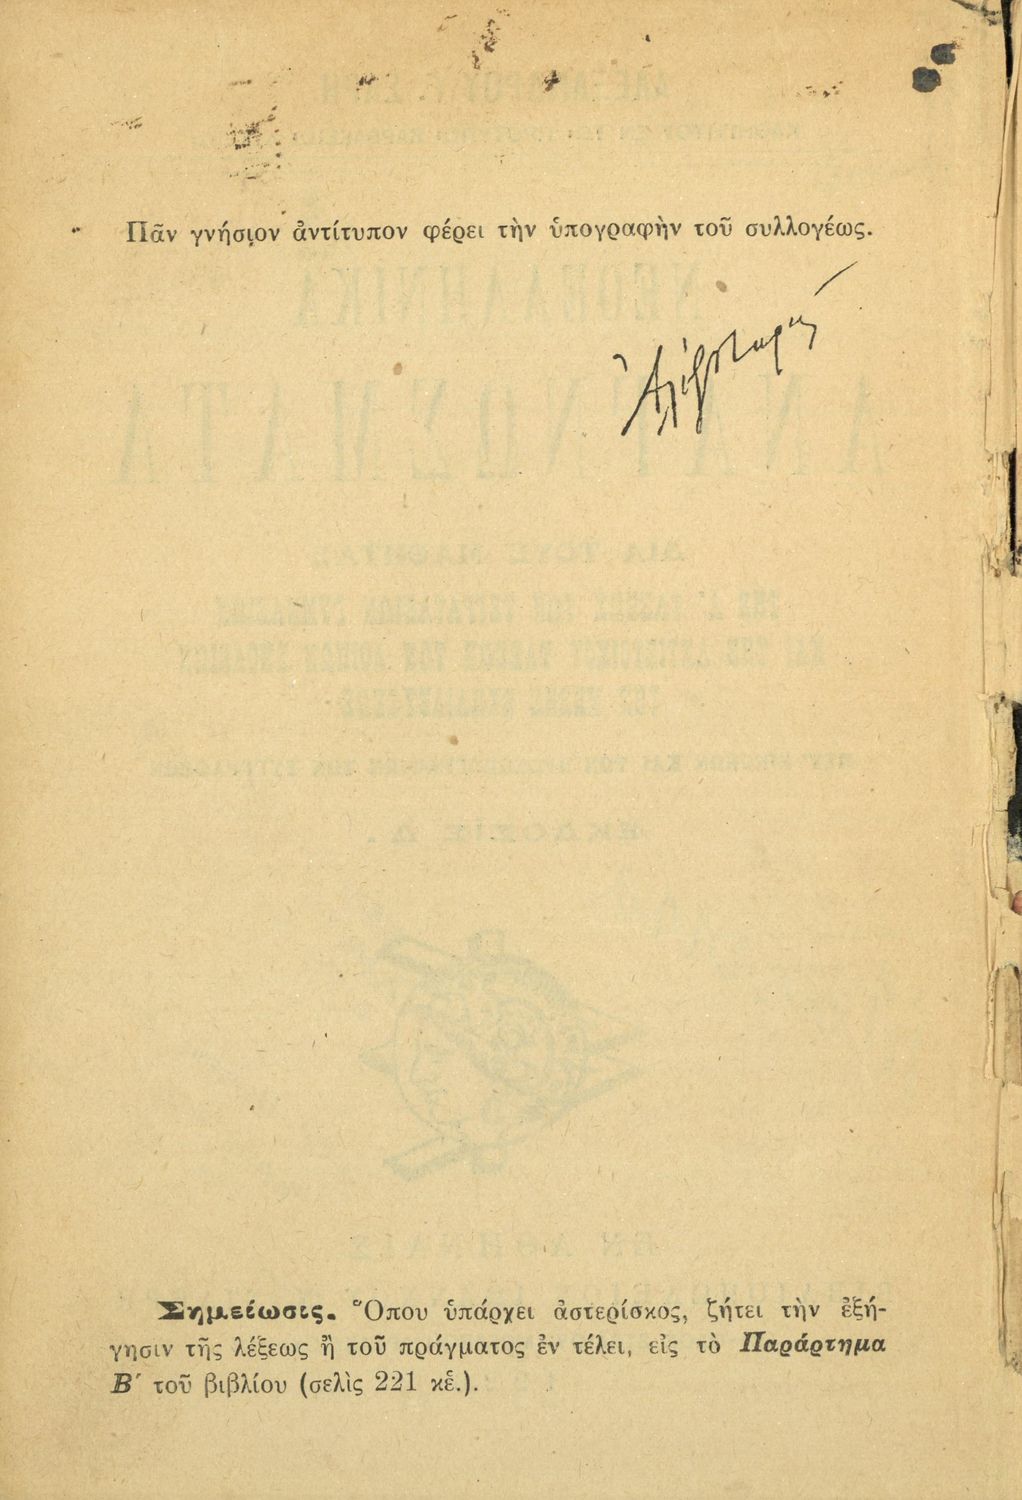 Πᾶν γνήσιον ἀντίτυπον φέρει τὴν ὑπογραφὴν τοῦ συλλογέως.
Σημείωσις. Ὅπου ὑπάρχει ἀστερίσκος, ζήτει τὴν ἐξή-
γησιν τῆς λέξεως ἢ τοῦ πράγματος ἐν τέλει, εἰς τὸ Παράρτημα
Β΄ τοῦ βιβλίου (σελὶς 221 κἑ.).